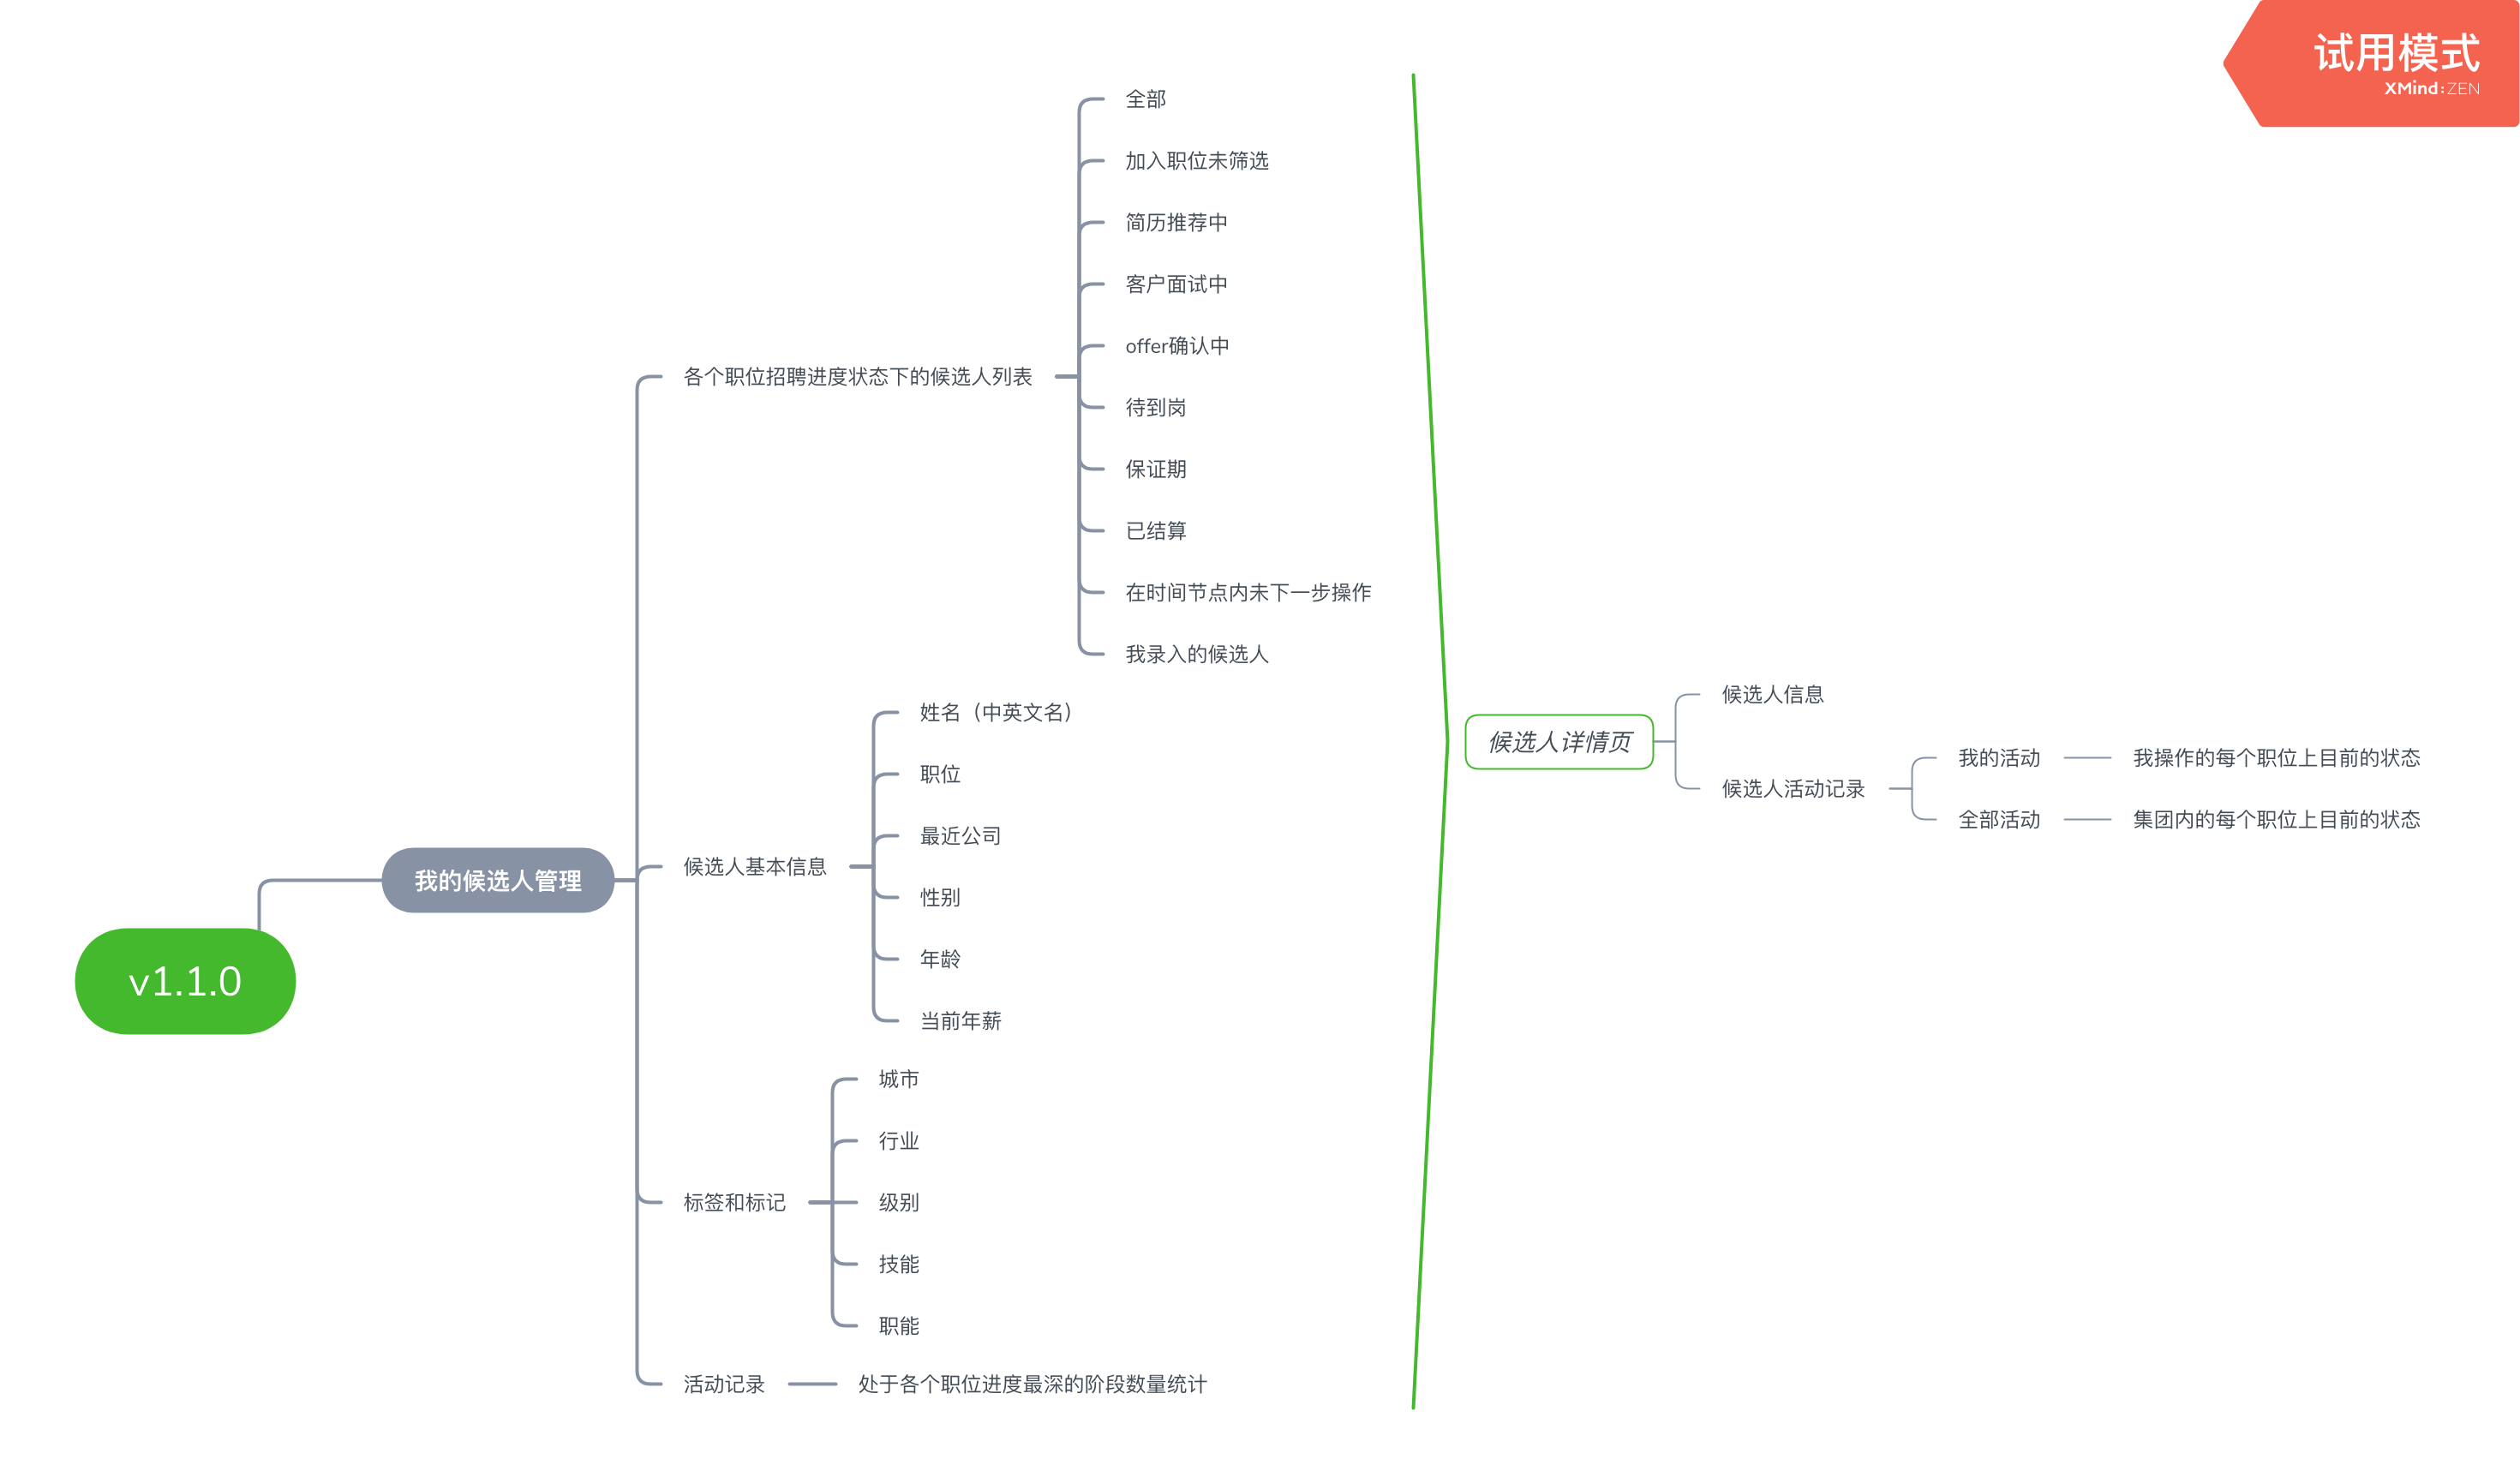 试用模式
XMind:ZEN
v1.1.0
我的候选人管理
各个职位招聘进度状态下的候选人列表
全部
加入职位未筛选
简历推荐中
客户面试中
offer确认中
待到岗
保证期
已结算
在时间节点内未下一步操作
我录入的候选人
候选人基本信息
姓名（中英文名）
职位
最近公司
性别
年龄
当前年薪
标签和标记
城市
行业
级别
技能
职能
活动记录
处于各个职位进度最深的阶段数量统计
候选人详情页
候选人信息
候选人活动记录
我的活动
我操作的每个职位上目前的状态
全部活动
集团内的每个职位上目前的状态